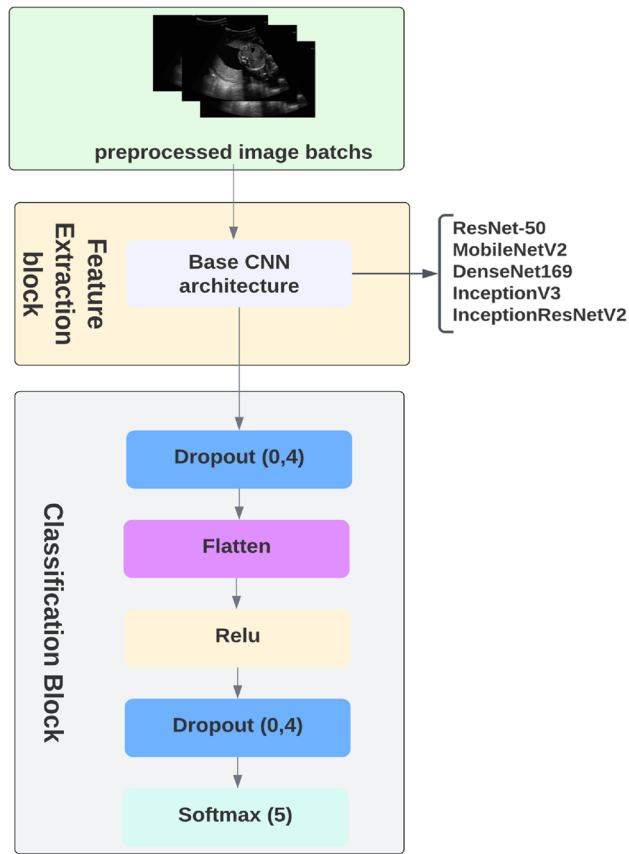 preprocessed image batchs
Feature
Extraction
block
Base CNN
architecture
ResNet-50
MobileNetV2
DenseNet169
InceptionV3
InceptionResNetV2
Classification Block
Dropout (0,4)
Flatten
Relu
Dropout (0,4)
Softmax (5)